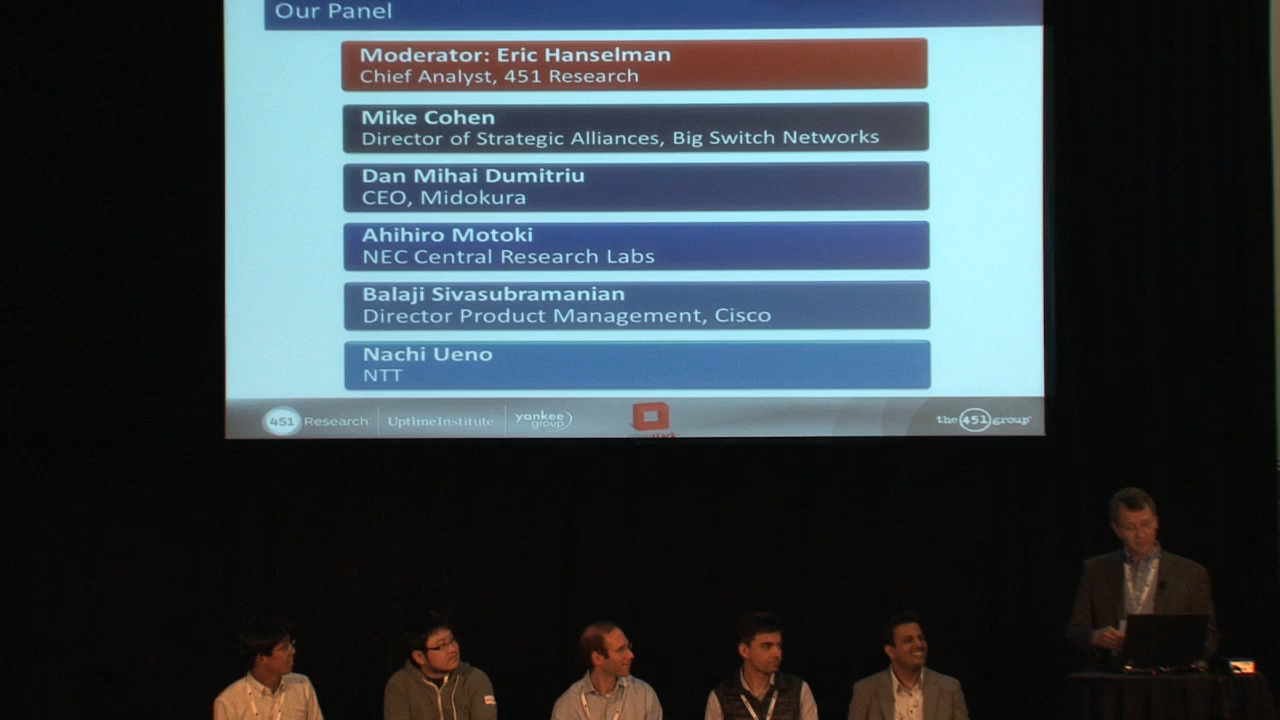 Our Panel
Moderator: Eric Hanselman
Chief Analyst, 451 Research
Mike Cohen
Director of Strategic Alliances, Big Switch Networks
Dan Mihai Dumitriu
CEO, Midokura
Ahihiro Motoki
NEC Central Research Labs
Balaji Sivasubramanian
Director Product Management, Cisco
Nachi Ueno
NTT
451 Research
UptimeInstitute
yankee group
the 451 group